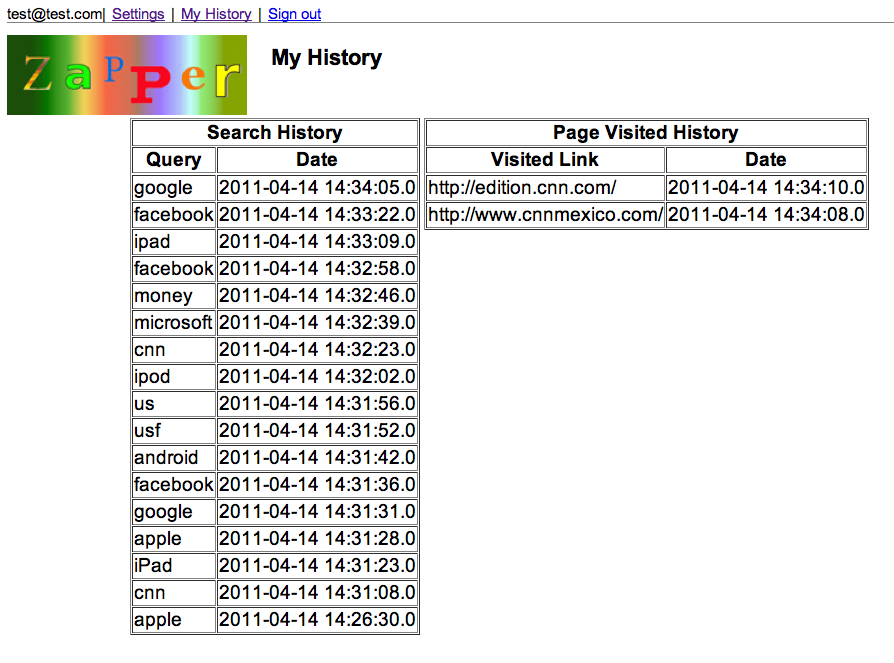 test@test.com| Settings | My History | Sign out
Zapper
My History
Search History
Query Date
google 2011-04-14 14:34:05.0
facebook 2011-04-14 14:33:22.0
ipad 2011-04-14 14:33:09.0
facebook 2011-04-14 14:32:58.0
money 2011-04-14 14:32:46.0
microsoft 2011-04-14 14:32:39.0
cnn 2011-04-14 14:32:23.0
ipod 2011-04-14 14:32:02.0
us 2011-04-14 14:31:56.0
usf 2011-04-14 14:31:52.0
android 2011-04-14 14:31:42.0
facebook 2011-04-14 14:31:36.0
google 2011-04-14 14:31:31.0
apple 2011-04-14 14:31:28.0
iPad 2011-04-14 14:31:23.0
cnn 2011-04-14 14:31:08.0
apple 2011-04-14 14:26:30.0
Page Visited History
Visited Link Date
http://edition.cnn.com/ 2011-04-14 14:34:10.0
http://www.cnnmexico.com/ 2011-04-14 14:34:08.0